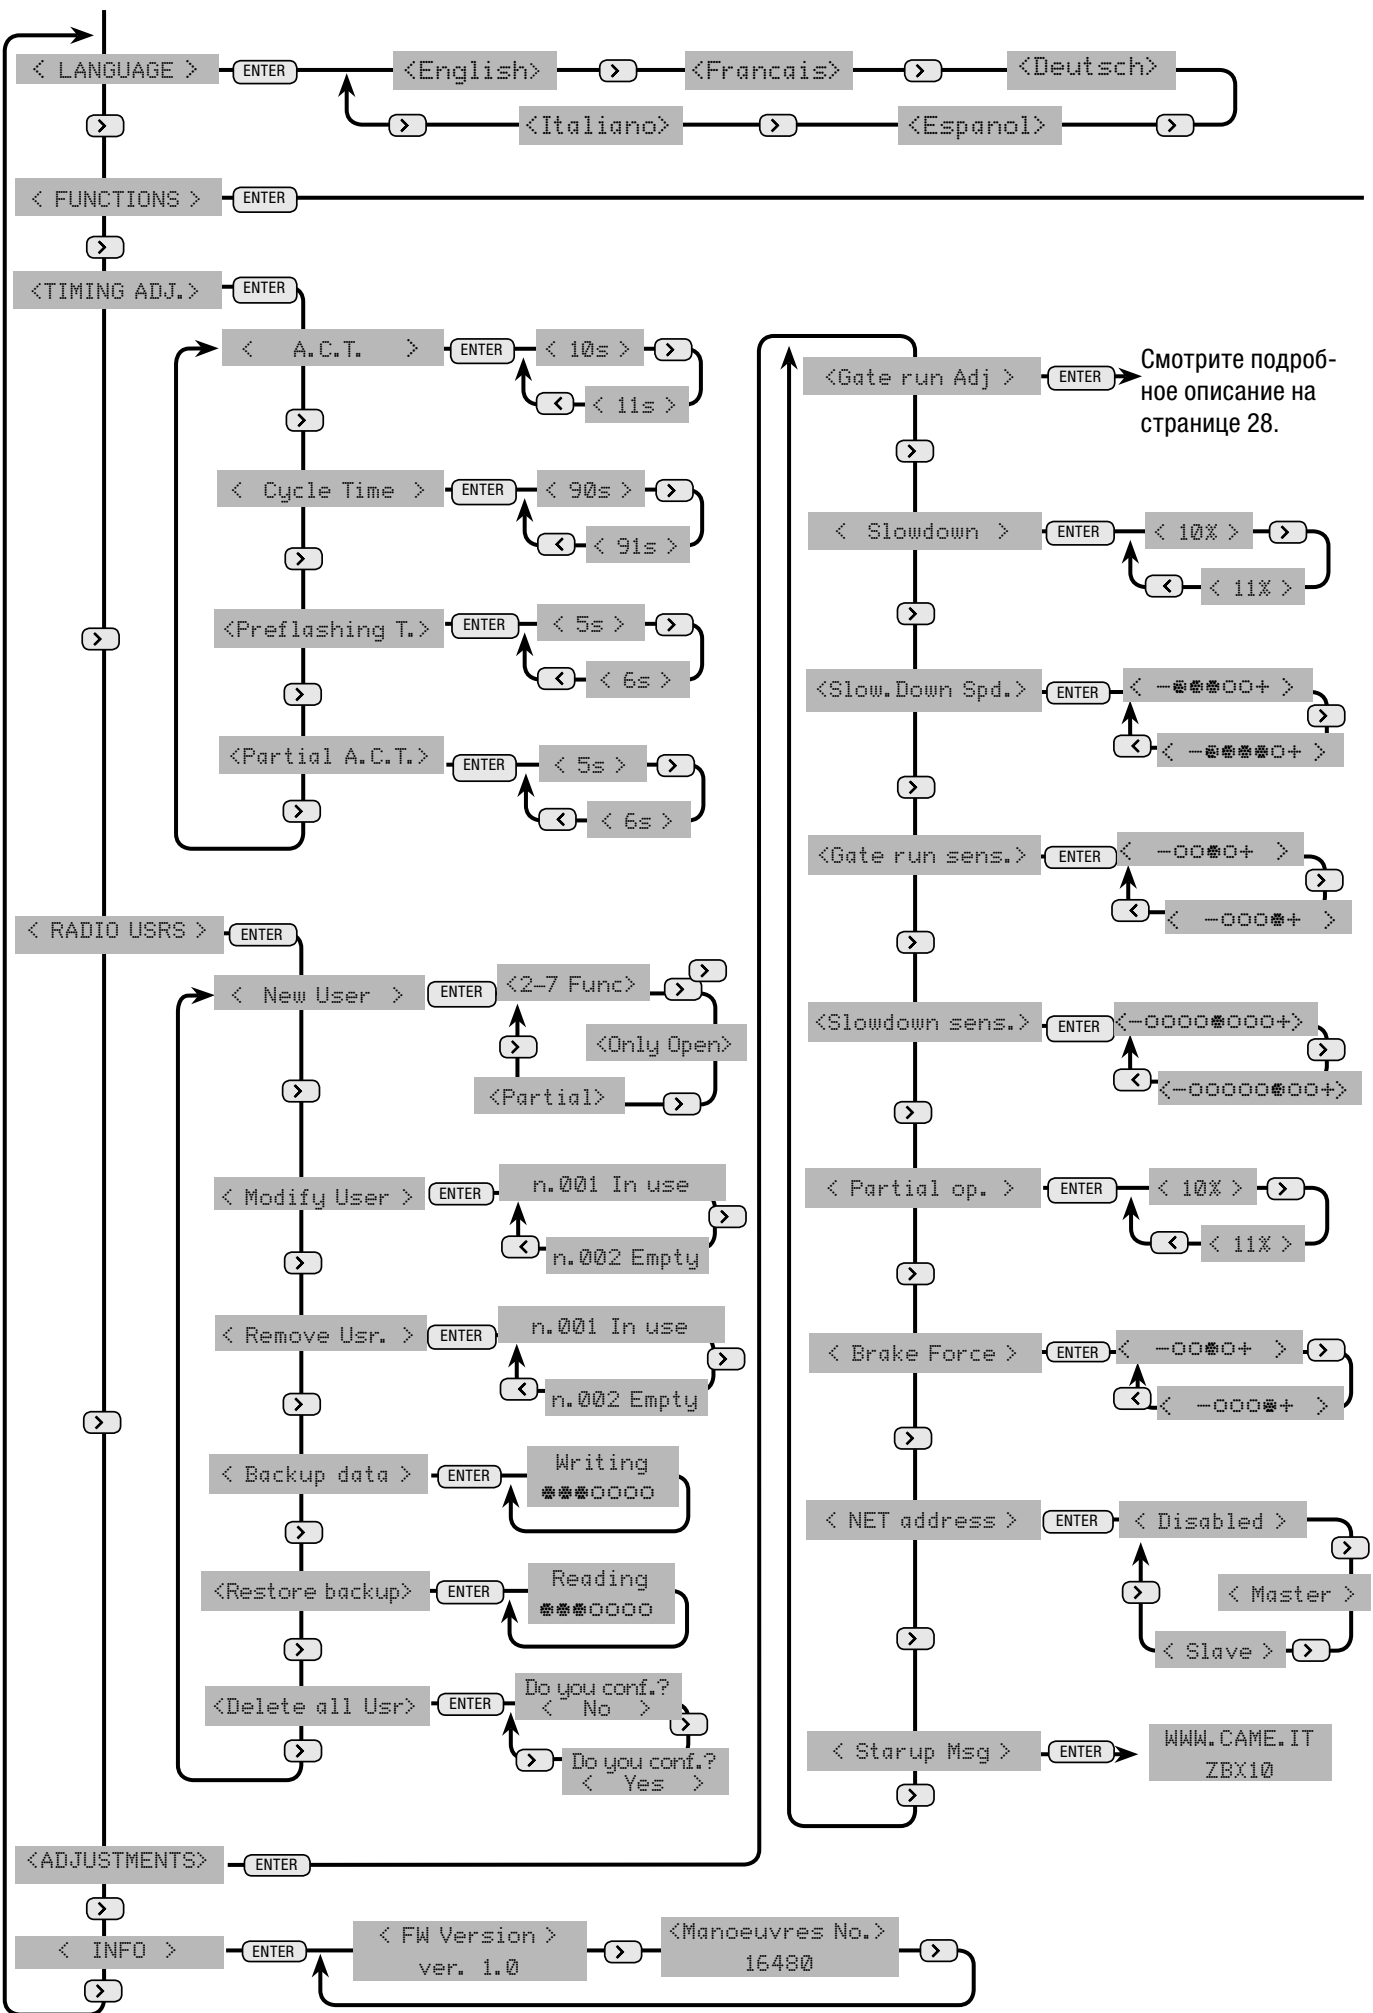 < LANGUAGE >
ENTER
<English>
<Francais>
<Deutsch>
<Italiano>
<Espanol>
< FUNCTIONS >
ENTER
<TIMING ADJ.>
ENTER
< A.C.T. >
ENTER
< 10s >
< 11s >
< Cycle Time >
ENTER
< 90s >
< 91s >
<Preflashing T.>
ENTER
< 5s >
< 6s >
<Partial A.C.T.>
ENTER
< 5s >
< 6s >
< RADIO USRS >
ENTER
< New User >
ENTER
<2-7 Func>
<Only Open>
<Partial>
< Modify User >
ENTER
n.001 In use
n.002 Empty
< Remove Usr. >
ENTER
n.001 In use
n.002 Empty
< Backup data >
ENTER
Writing
<Restore backup>
ENTER
Reading
<Delete all Usr>
ENTER
Do you conf.?
< No >
Do you conf.?
< Yes >
<ADJUSTMENTS>
ENTER
<Gate run Adj >
ENTER
Смотрите подроб-
ное описание на
странице 28.
< Slowdown >
ENTER
< 10% >
< 11% >
<Slow.Down Spd.>
ENTER
<Gate run sens.>
ENTER
<Slowdown sens.>
ENTER
< Partial op. >
ENTER
< 10% >
< 11% >
< Brake Force >
ENTER
< NET address >
ENTER
< Disabled >
< Master >
< Slave >
< Starup Msg >
ENTER
WWW.CAME.IT
ZBX10
< INFO >
ENTER
< FW Version >
ver. 1.0
<Manoeuvres No.>
16480